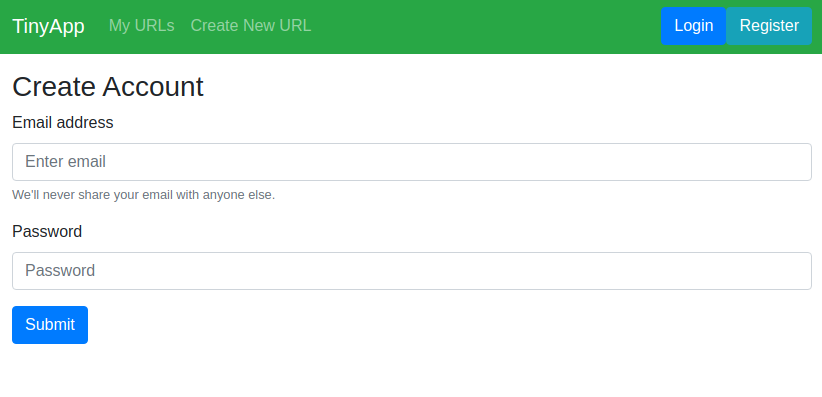 TinyApp My URLs Create New URL Login Register
Create Account
Email address
Enter email
We'll never share your email with anyone else.
Password
Password
Submit